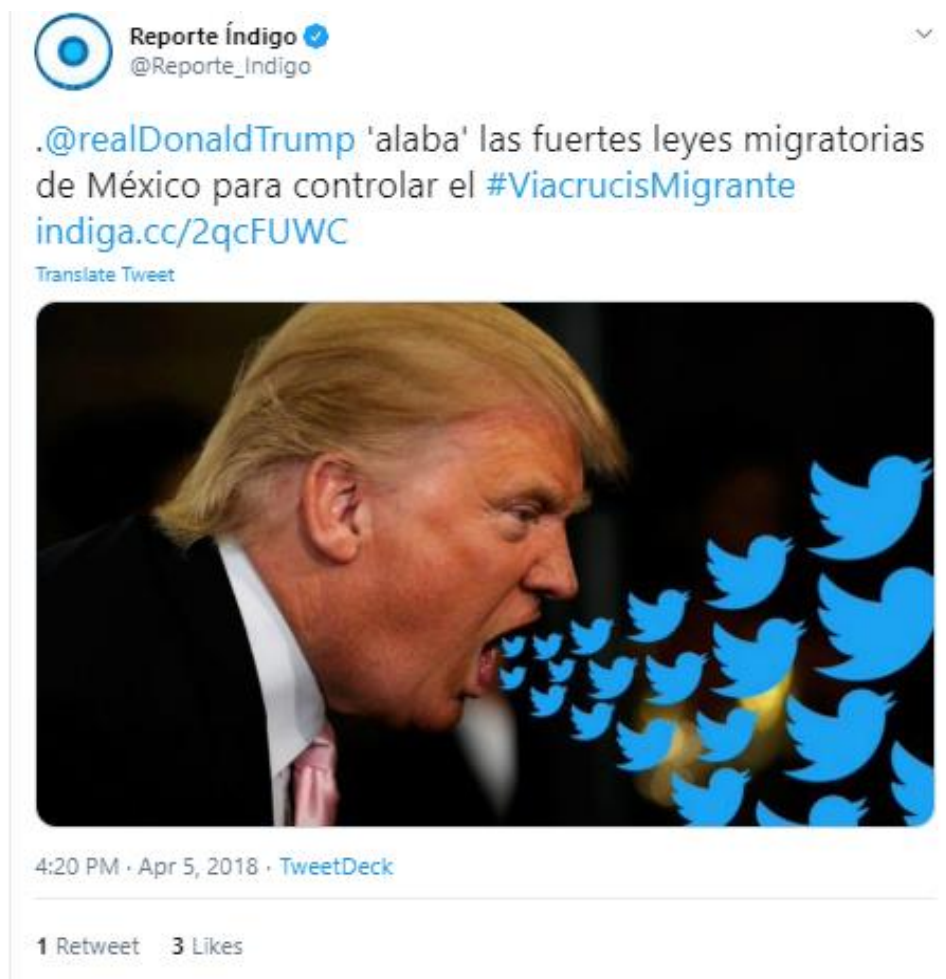 Reporte Índigo
@Reporte_Indigo
.@realDonaldTrump 'alaba' las fuertes leyes migratorias
de México para controlar el #ViacrucisMigrante
indiga.cc/2qcFUWC
Translate Tweet
4:20 PM · Apr 5, 2018 · TweetDeck
1 Retweet 3 Likes